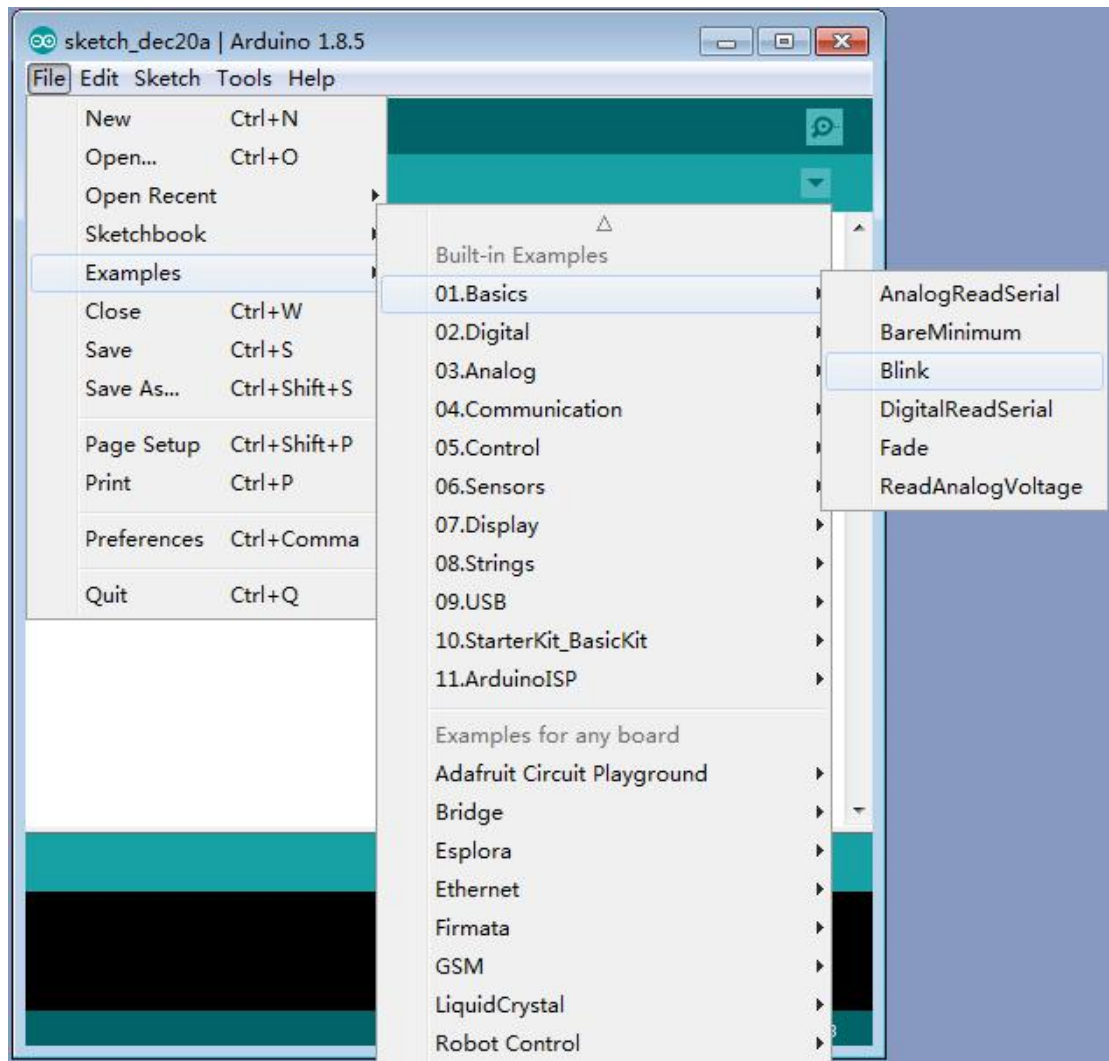 sketch_dec20a | Arduino 1.8.5
File Edit Sketch Tools Help
New Ctrl+N
Open... Ctrl+O
Open Recent
Sketchbook
Examples
Close Ctrl+W
Save Ctrl+S
Save As... Ctrl+Shift+S
Page Setup Ctrl+Shift+P
Print Ctrl+P
Preferences Ctrl+Comma
Quit Ctrl+Q
Built-in Examples
01.Basics
02.Digital
03.Analog
04.Communication
05.Control
06.Sensors
07.Display
08.Strings
09.USB
10.StarterKit_BasicKit
11.ArduinoISP
Examples for any board
Adafruit Circuit Playground
Bridge
Esplora
Ethernet
Firmata
GSM
LiquidCrystal
Robot Control
AnalogReadSerial
BareMinimum
Blink
DigitalReadSerial
Fade
ReadAnalogVoltage